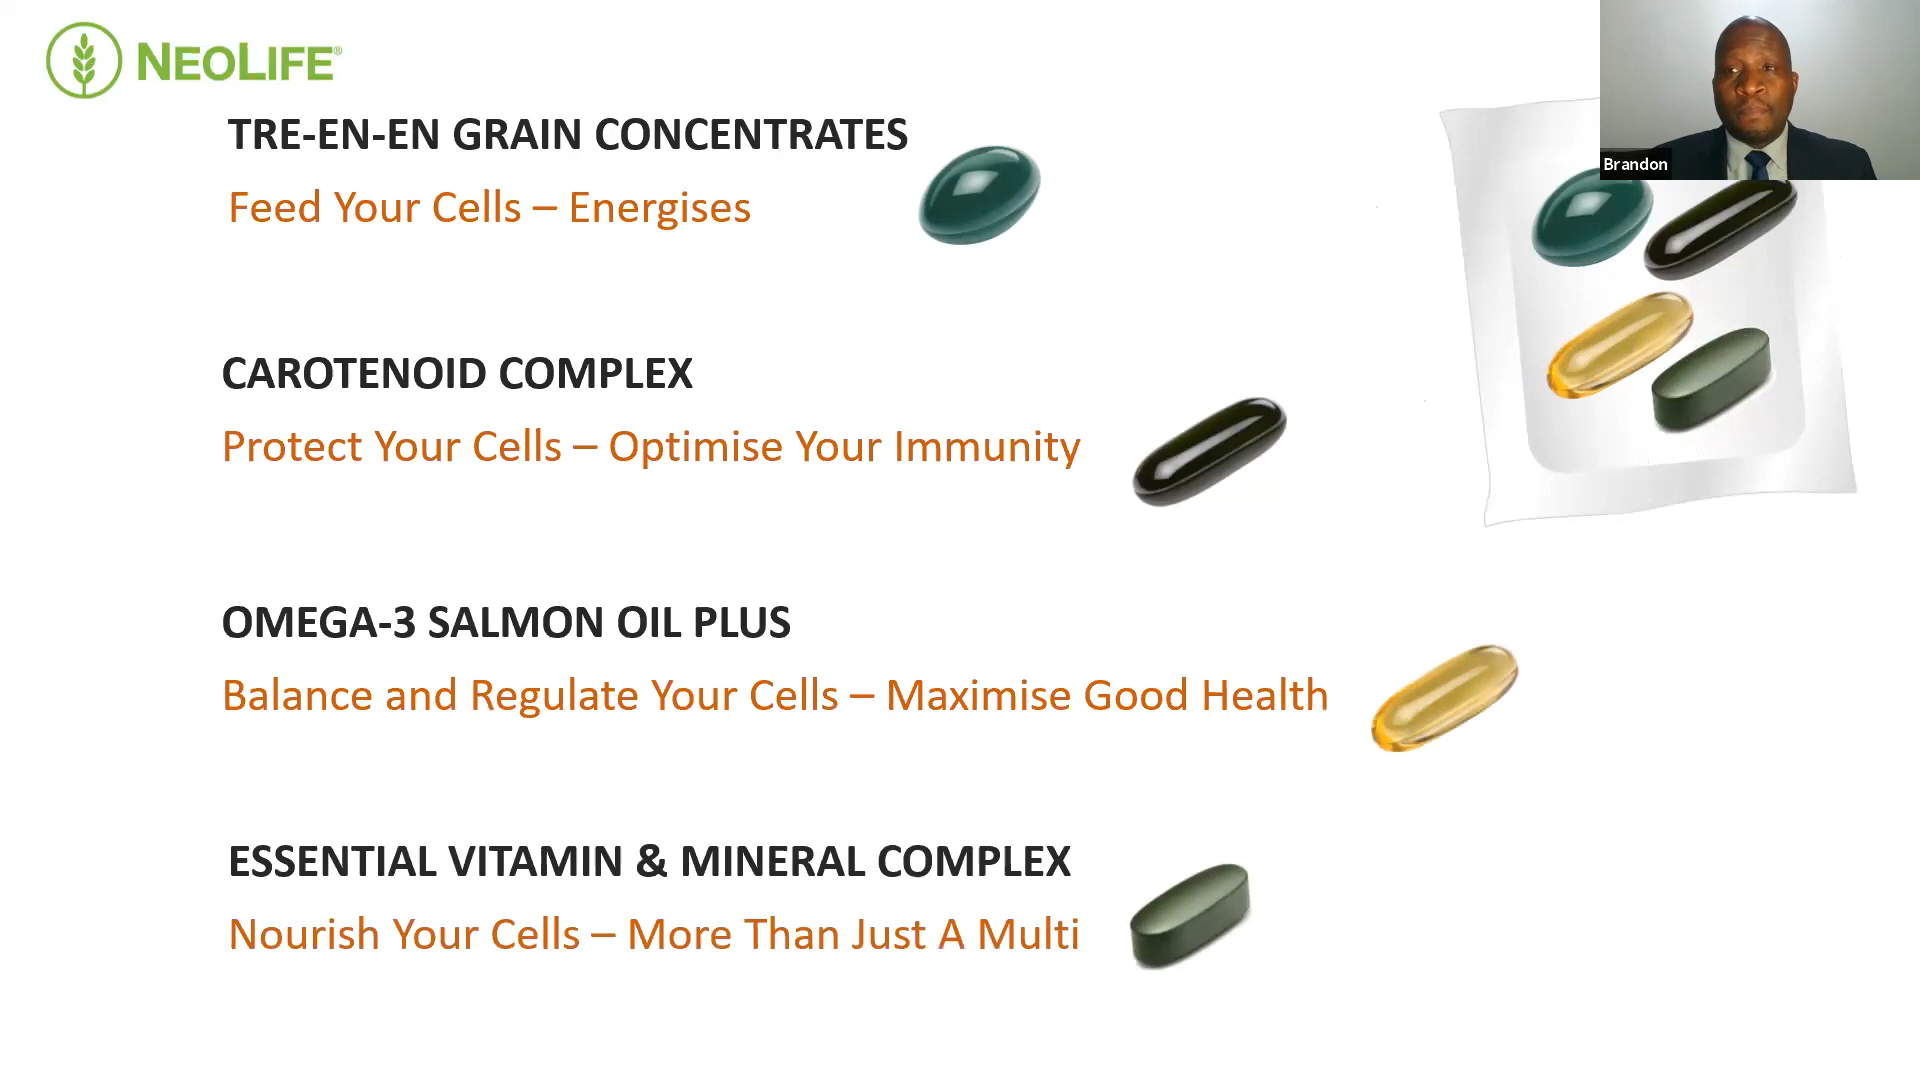 NEOLIFE®
TRE-EN-EN GRAIN CONCENTRATES
Feed Your Cells – Energises
CAROTENOID COMPLEX
Protect Your Cells – Optimise Your Immunity
OMEGA-3 SALMON OIL PLUS
Balance and Regulate Your Cells – Maximise Good Health
ESSENTIAL VITAMIN & MINERAL COMPLEX
Nourish Your Cells – More Than Just A Multi
Brandon